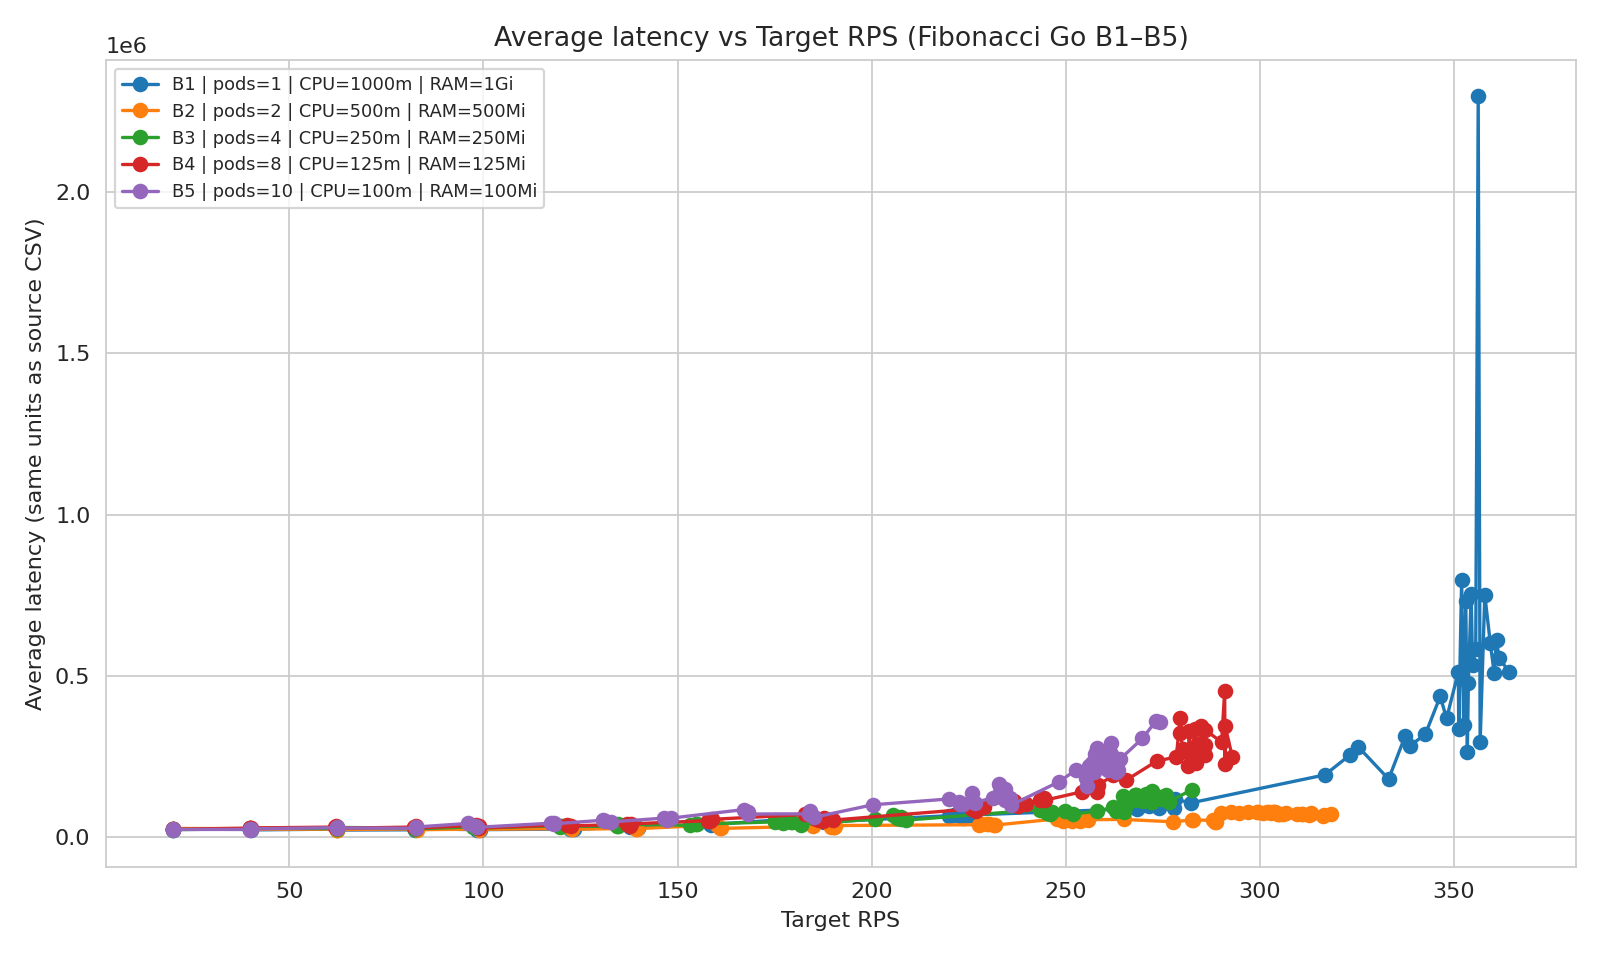 Average latency vs Target RPS (Fibonacci Go B1–B5)
1e6
B1 | pods=1 | CPU=1000m | RAM=1Gi
B2 | pods=2 | CPU=500m | RAM=500Mi
B3 | pods=4 | CPU=250m | RAM=250Mi
B4 | pods=8 | CPU=125m | RAM=125Mi
B5 | pods=10 | CPU=100m | RAM=100Mi
Average latency (same units as source CSV)
2.0
1.5
1.0
0.5
0.0
50 100 150 200 250 300 350
Target RPS